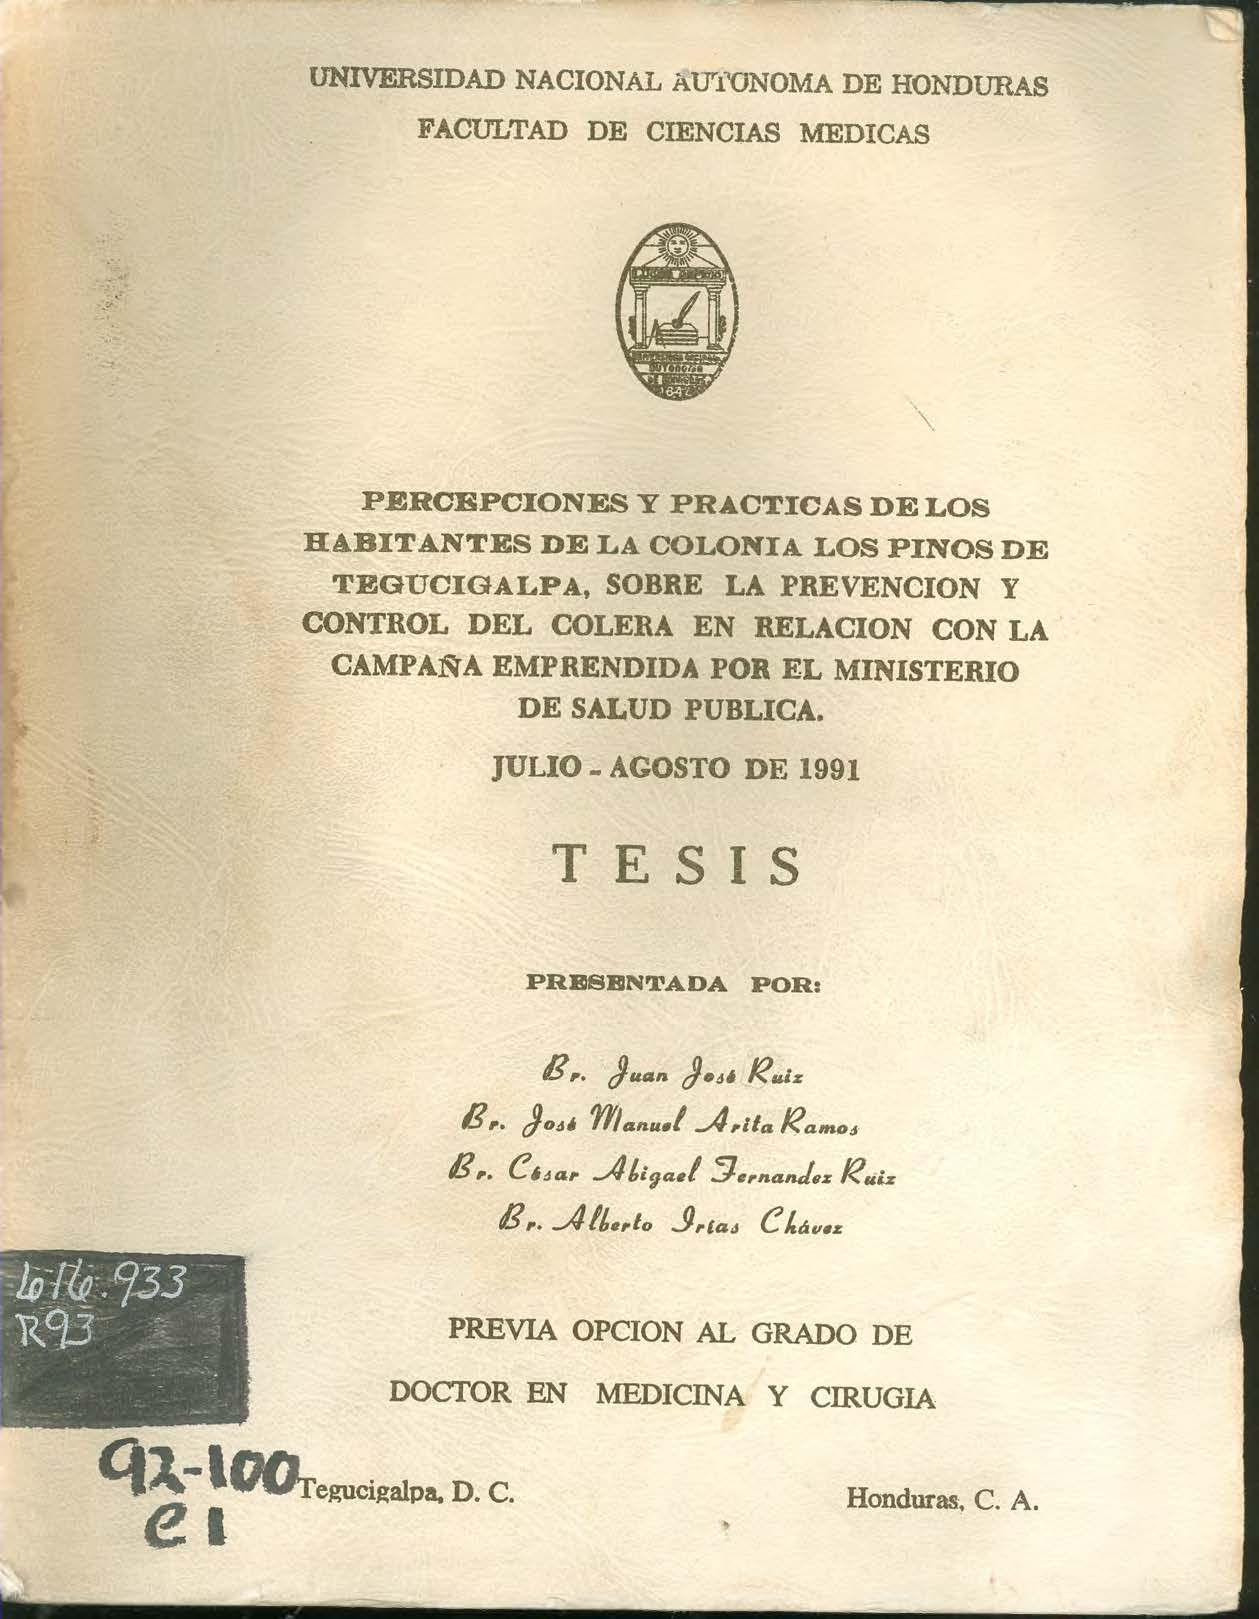 UNIVERSIDAD NACIONAL AUTONOMA DE HONDURAS
FACULTAD DE CIENCIAS MEDICAS
PERCEPCIONES Y PRACTICAS DE LOS
HABITANTES DE LA COLONIA LOS PINOS DE
TEGUCIGALPA, SOBRE LA PREVENCION Y
CONTROL DEL COLERA EN RELACION CON LA
CAMPAÑA EMPRENDIDA POR EL MINISTERIO
DE SALUD PUBLICA.
JULIO - AGOSTO DE 1991
TESIS
PRESENTADA POR:
Br. Juan José Ruiz
Br. José Manuel Arita Ramos
Br. César Abigael Fernandez Ruiz
Br. Alberto Irías Chávez
616.933
R93
PREVIA OPCION AL GRADO DE
DOCTOR EN MEDICINA Y CIRUGIA
92-100
C1
Tegucigalpa, D. C.
Honduras, C. A.